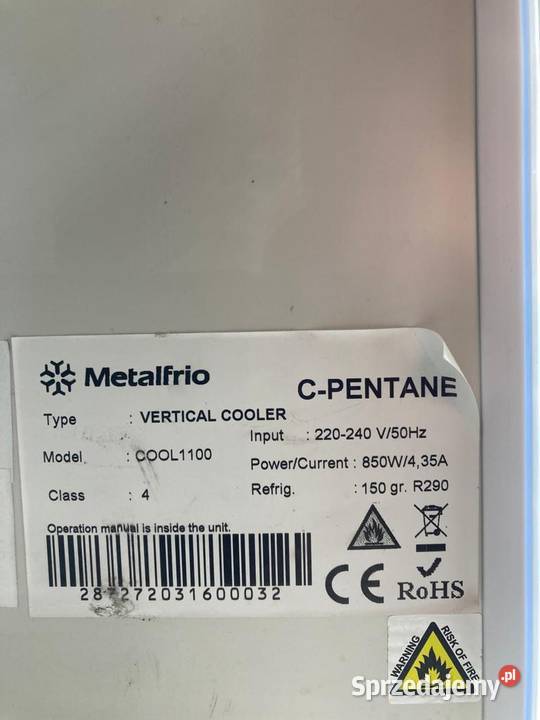 Metalfrio
C-PENTANE
Type : VERTICAL COOLER
Input : 220-240 V/50Hz
Model : COOL1100
Power/Current : 850W/4,35A
Class : 4
Refrig. : 150 gr. R290
Operation manual is inside the unit.
287272031600032
CE
RoHS
WARNING
RISK OF FIRE
Sprzedajemy.pl